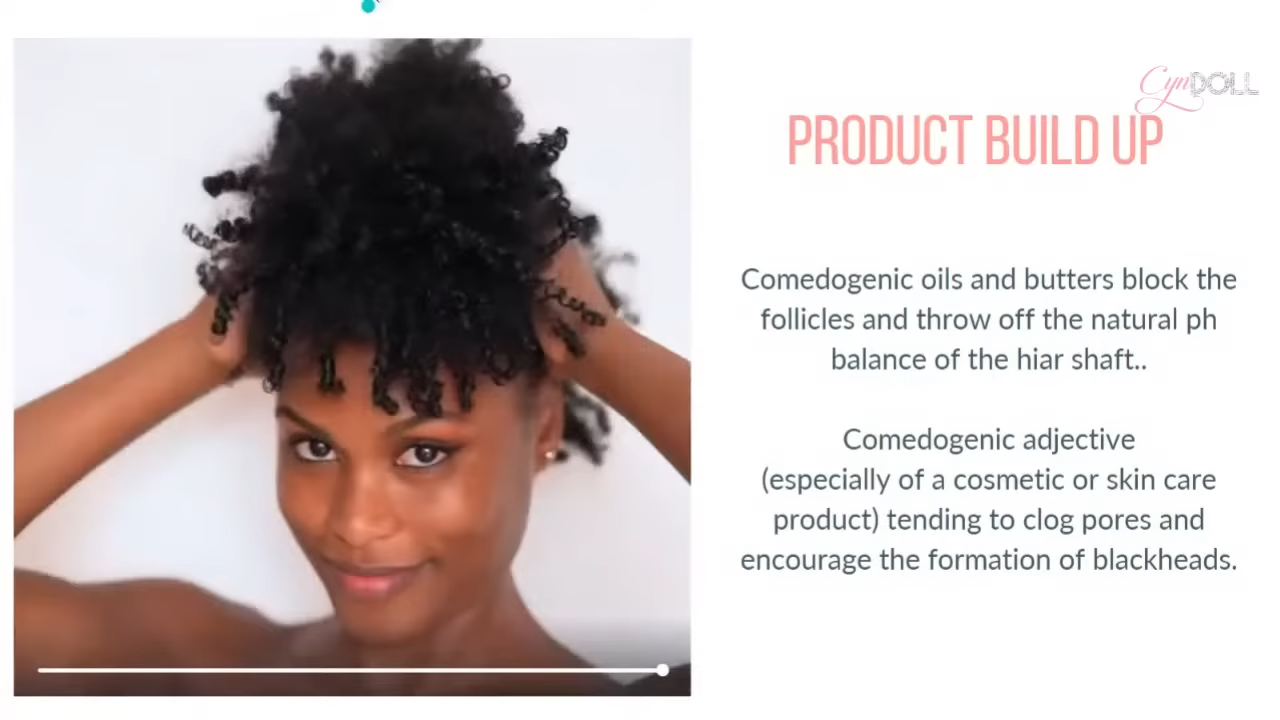 CynDOLL
PRODUCT BUILD UP
Comedogenic oils and butters block the
follicles and throw off the natural ph
balance of the hiar shaft..
Comedogenic adjective
(especially of a cosmetic or skin care
product) tending to clog pores and
encourage the formation of blackheads.